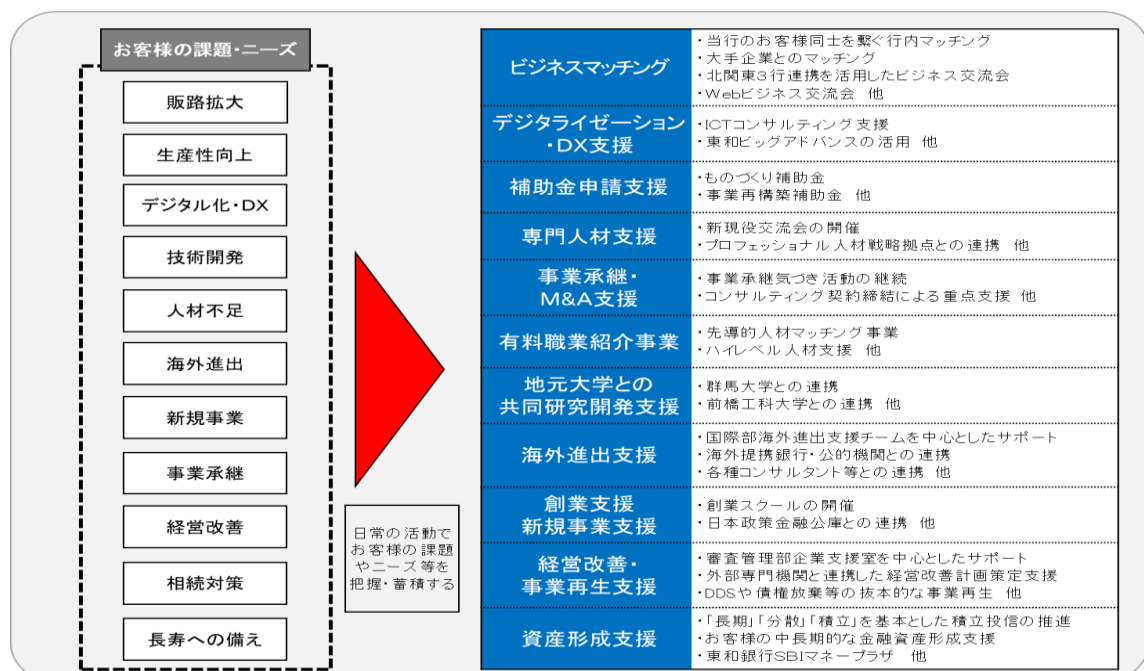 お客様の課題・ニーズ
販路拡大
生産性向上
デジタル化・DX
技術開発
人材不足
海外進出
新規事業
事業承継
経営改善
相続対策
長寿への備え
日常の活動で
お客様の課題
やニーズ等を
把握・蓄積する
ビジネスマッチング
・当行のお客様同士を繋ぐ行内マッチング
・大手企業とのマッチング
・北関東3行連携を活用したビジネス交流会
・Webビジネス交流会 他
デジタライゼーション
・DX支援
・ICTコンサルティング支援
・東和ビッグアドバンスの活用 他
補助金申請支援
・ものづくり補助金
・事業再構築補助金 他
専門人材支援
・新現役交流会の開催
・プロフェッショナル人材戦略拠点との連携 他
事業承継・
M&A支援
・事業承継気づき活動の継続
・コンサルティング契約締結による重点支援 他
有料職業紹介事業
・先導的人材マッチング事業
・ハイレベル人材支援 他
地元大学との
共同研究開発支援
・群馬大学との連携
・前橋工科大学との連携 他
海外進出支援
・国際部海外進出支援チームを中心としたサポート
・海外提携銀行・公的機関との連携
・各種コンサルタント等との連携 他
創業支援
新規事業支援
・創業スクールの開催
・日本政策金融公庫との連携 他
経営改善・
事業再生支援
・審査管理部企業支援室を中心としたサポート
・外部専門機関と連携した経営改善計画策定支援
・DDSや債権放棄等の抜本的な事業再生 他
資産形成支援
・「長期」「分散」「積立」を基本とした積立投信の推進
・お客様の中長期的な金融資産形成支援
・東和銀行SBIマネープラザ 他